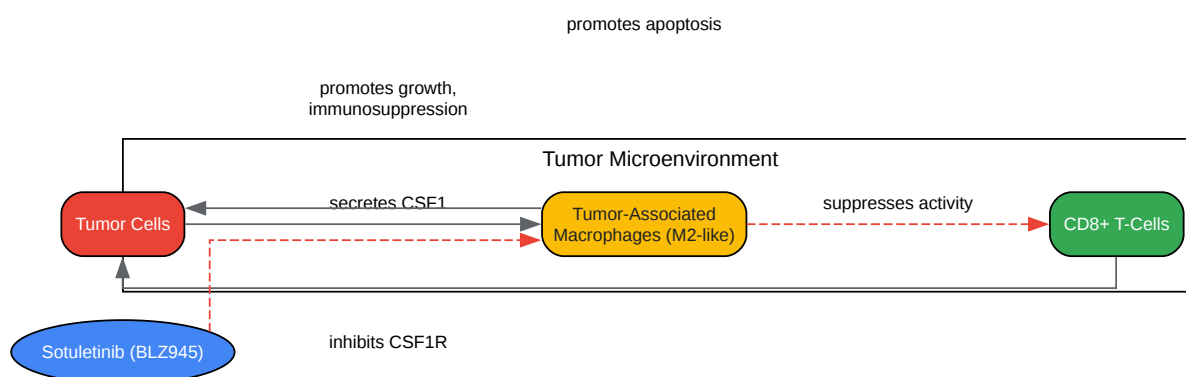 promotes apoptosis
promotes growth,
immunosuppression
Tumor Microenvironment
Tumor Cells
secretes CSF1
Tumor-Associated
Macrophages (M2-like)
suppresses activity
CD8+ T-Cells
inhibits CSF1R
Sotuletinib (BLZ945)